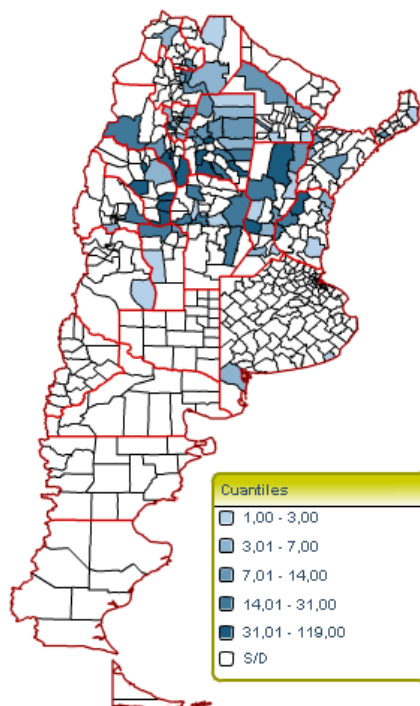 Cuantiles
1,00 - 3,00
3,01 - 7,00
7,01 - 14,00
14,01 - 31,00
31,01 - 119,00
S/D